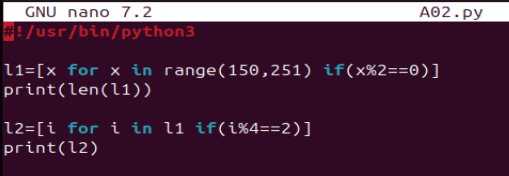 GNU nano 7.2 A02.py
#!/usr/bin/python3
l1=[x for x in range(150,251) if(x%2==0)]
print(len(l1))
l2=[i for i in l1 if(i%4==2)]
print(l2)